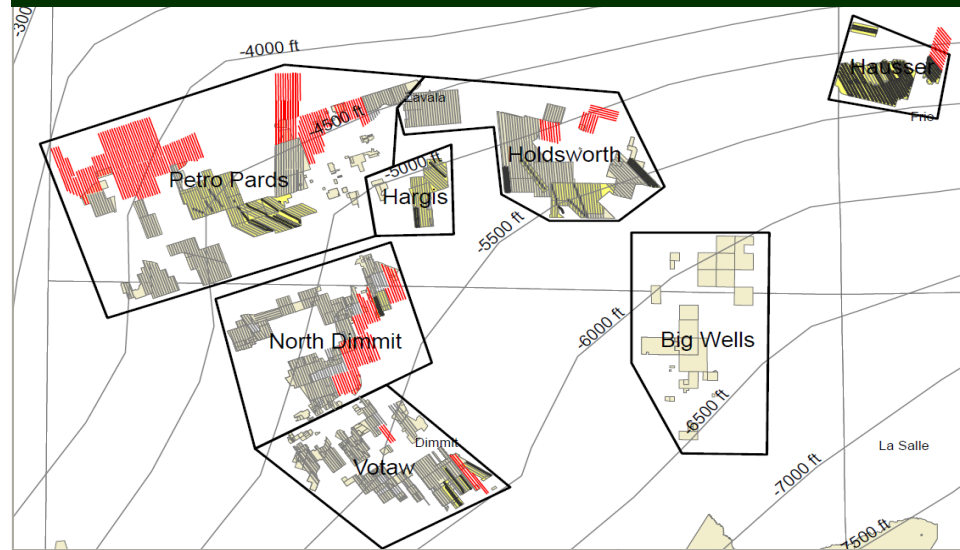 -300
-4000 ft
Hausser
Zavala
-4500 ft
Frio
Holdsworth
-5000 ft
Petro Pards
Hargis
-5500 ft
-6000 ft
North Dimmit
Big Wells
-6500 ft
Dimmit
La Salle
Votaw
-7000 ft
7500 ft